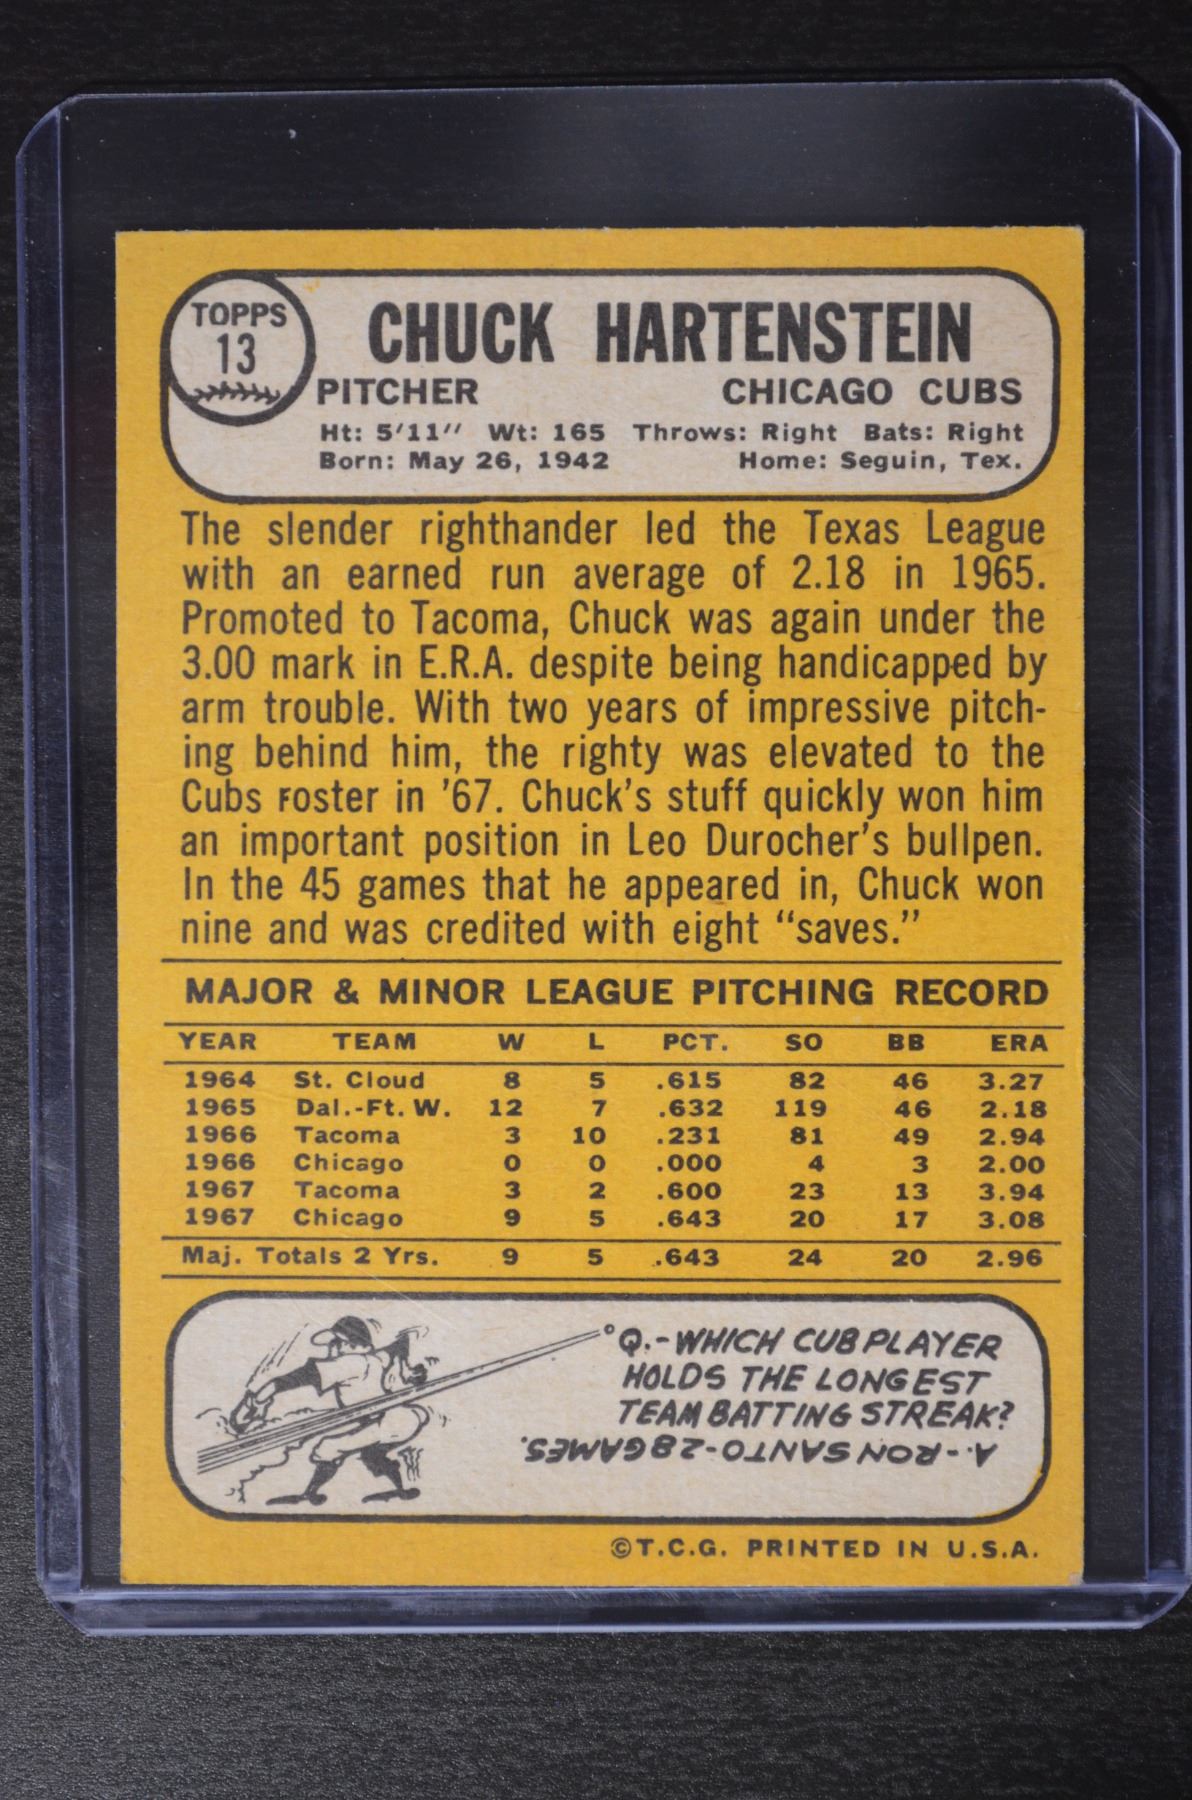 TOPPS
13
CHUCK HARTENSTEIN
PITCHER CHICAGO CUBS
Ht: 5'11" Wt: 165 Throws: Right Bats: Right
Born: May 26, 1942 Home: Seguin, Tex.
The slender righthander led the Texas League
with an earned run average of 2.18 in 1965.
Promoted to Tacoma, Chuck was again under the
3.00 mark in E.R.A. despite being handicapped by
arm trouble. With two years of impressive pitch-
ing behind him, the righty was elevated to the
Cubs Foster in '67. Chuck's stuff quickly won him
an important position in Leo Durocher's bullpen.
In the 45 games that he appeared in, Chuck won
nine and was credited with eight "saves."
MAJOR & MINOR LEAGUE PITCHING RECORD
YEAR TEAM W L PCT. SO BB ERA
1964 St. Cloud 8 5 .615 82 46 3.27
1965 Dal.-Ft. W. 12 7 .632 119 46 2.18
1966 Tacoma 3 10 .231 81 49 2.94
1966 Chicago 0 0 .000 4 3 2.00
1967 Tacoma 3 2 .600 23 13 3.94
1967 Chicago 9 5 .643 20 17 3.08
Maj. Totals 2 Yrs. 9 5 .643 24 20 2.96
Q.-WHICH CUB PLAYER
HOLDS THE LONGEST
TEAM BATTING STREAK?
A.-RON SANTO-28 GAMES.
©T.C.G. PRINTED IN U.S.A.